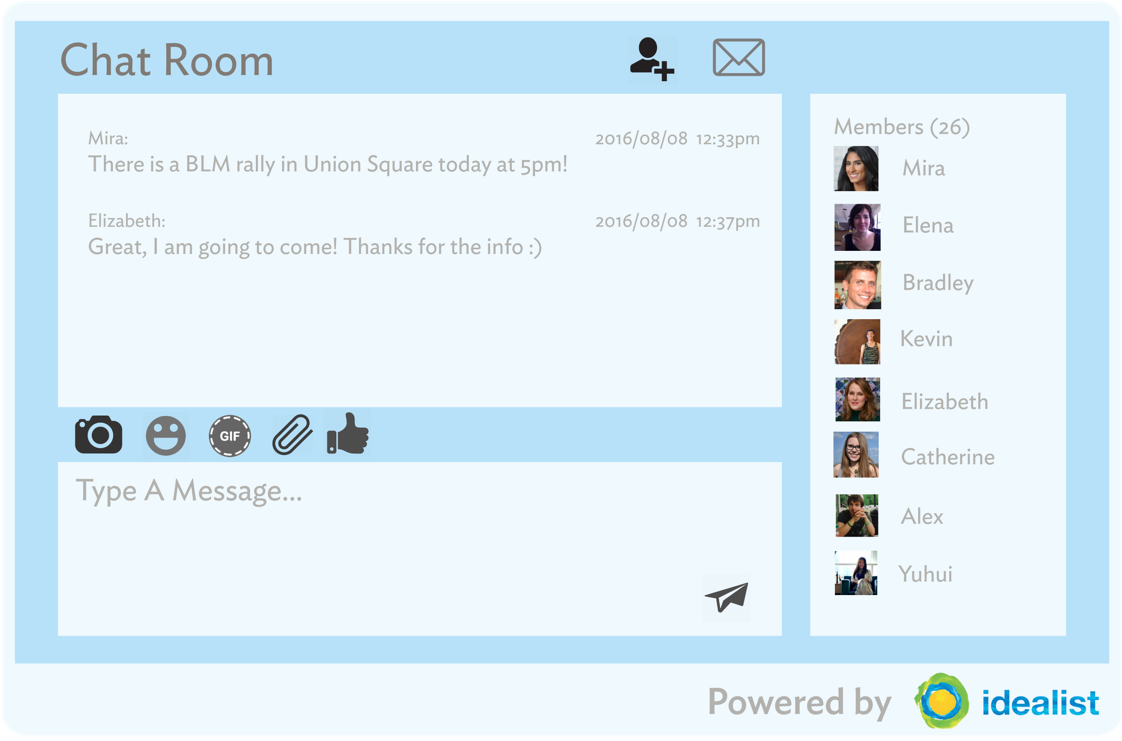 Chat Room
Mira:
2016/08/08 12:33pm
There is a BLM rally in Union Square today at 5pm!
Elizabeth:
2016/08/08 12:37pm
Great, I am going to come! Thanks for the info :)
GIF
Type A Message...
Members (26)
Mira
Elena
Bradley
Kevin
Elizabeth
Catherine
Alex
Yuhui
Powered by idealist